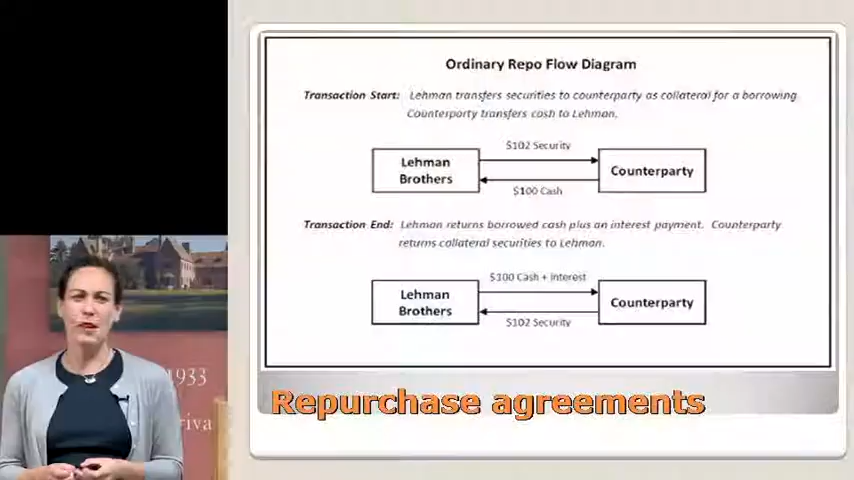 Ordinary Repo Flow Diagram
Transaction Start: Lehman transfers securities to counterparty as collateral for a borrowing.
Counterparty transfers cash to Lehman.
$102 Security
Lehman
Brothers
Counterparty
$100 Cash
Transaction End: Lehman returns borrowed cash plus an interest payment. Counterparty
returns collateral securities to Lehman.
$100 Cash + Interest
Lehman
Brothers
Counterparty
$102 Security
Repurchase agreements
1933